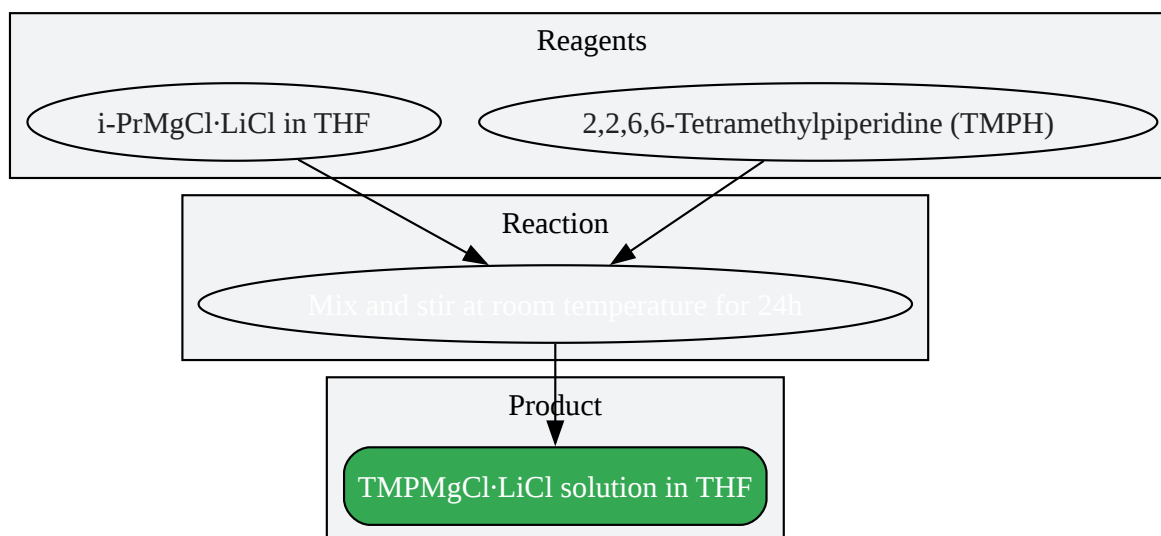 Reagents
i-PrMgCl·LiCl in THF
2,2,6,6-Tetramethylpiperidine (TMPH)
Reaction
Mix and stir at room temperature for 24h
Product
TMPMgCl·LiCl solution in THF